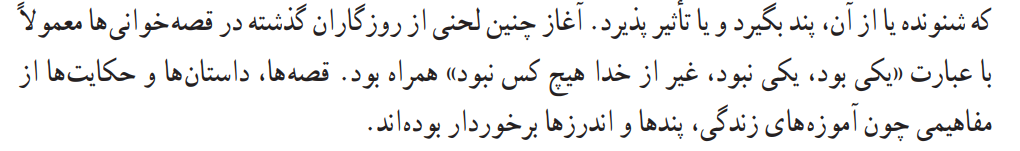 که شنونده یا از آن، پند بگیرد و یا تأثیر پذیرد. آغاز چنین لحنی از روزگاران گذشته در قصه‌خوانی‌ها معمولاً
با عبارت «یکی بود، یکی نبود، غیر از خدا هیچ کس نبود» همراه بود. قصه‌ها، داستان‌ها و حکایت‌ها از
مفاهیمی چون آموزه‌های زندگی، پندها و اندرزها برخوردار بوده‌اند.